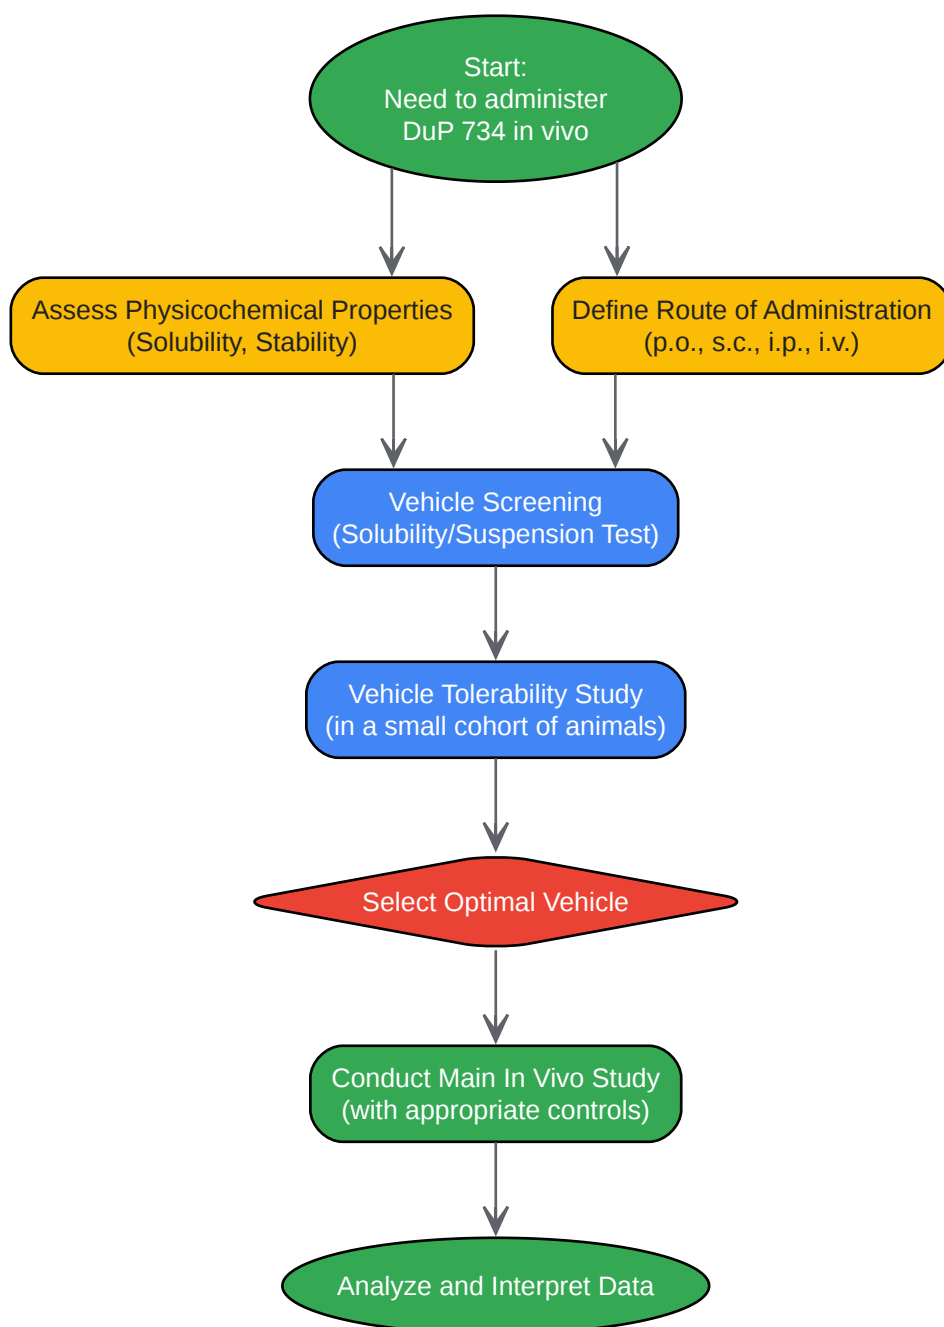 Start:
Need to administer
DuP 734 in vivo
Assess Physicochemical Properties
(Solubility, Stability)
Define Route of Administration
(p.o., s.c., i.p., i.v.)
Vehicle Screening
(Solubility/Suspension Test)
Vehicle Tolerability Study
(in a small cohort of animals)
Select Optimal Vehicle
Conduct Main In Vivo Study
(with appropriate controls)
Analyze and Interpret Data